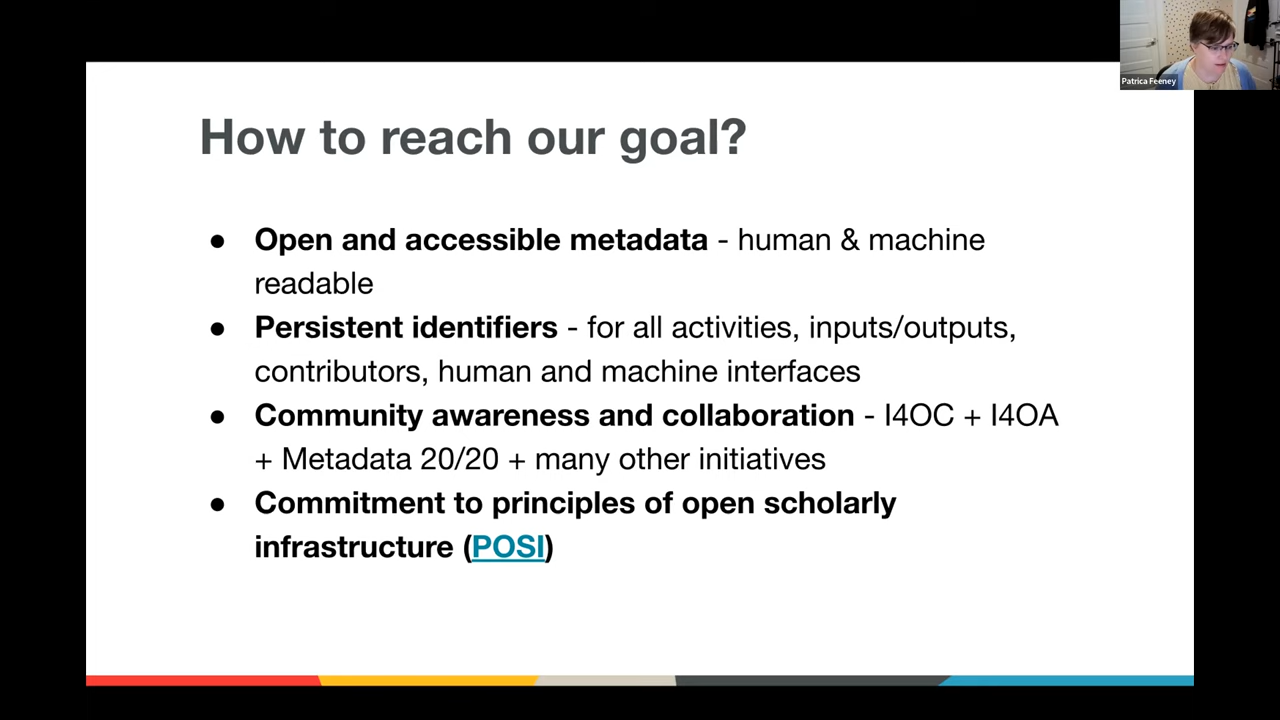 Patrica Feeney
How to reach our goal?
● Open and accessible metadata - human & machine
readable
● Persistent identifiers - for all activities, inputs/outputs,
contributors, human and machine interfaces
● Community awareness and collaboration - I4OC + I4OA
+ Metadata 20/20 + many other initiatives
● Commitment to principles of open scholarly
infrastructure (POSI)